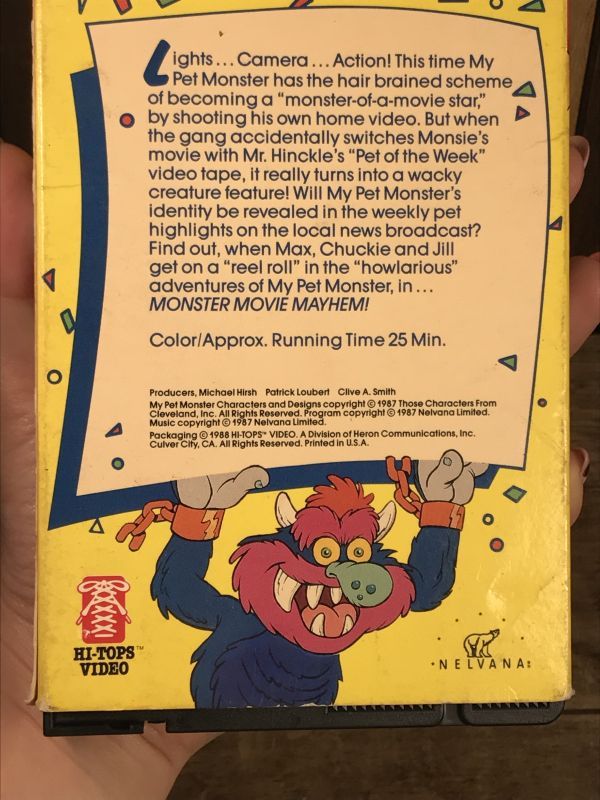 Lights... Camera... Action! This time My
Pet Monster has the hair brained scheme
of becoming a "monster-of-a-movie star,"
by shooting his own home video. But when
the gang accidentally switches Monsie's
movie with Mr. Hinckle's "Pet of the Week"
video tape, it really turns into a wacky
creature feature! Will My Pet Monster's
identity be revealed in the weekly pet
highlights on the local news broadcast?
Find out, when Max, Chuckie and Jill
get on a "reel roll" in the "howlarious"
adventures of My Pet Monster, in...
MONSTER MOVIE MAYHEM!
Color/Approx. Running Time 25 Min.
Producers, Michael Hirsh Patrick Loubert Clive A. Smith
My Pet Monster Characters and Designs copyright © 1987 Those Characters From
Cleveland, Inc. All Rights Reserved. Program copyright © 1987 Nelvana Limited.
Music copyright © 1987 Nelvana Limited.
Packaging © 1988 HI-TOPS™ VIDEO. A Division of Heron Communications, Inc.
Culver City, CA. All Rights Reserved. Printed in U.S.A.
HI-TOPS™
VIDEO
NELVANA